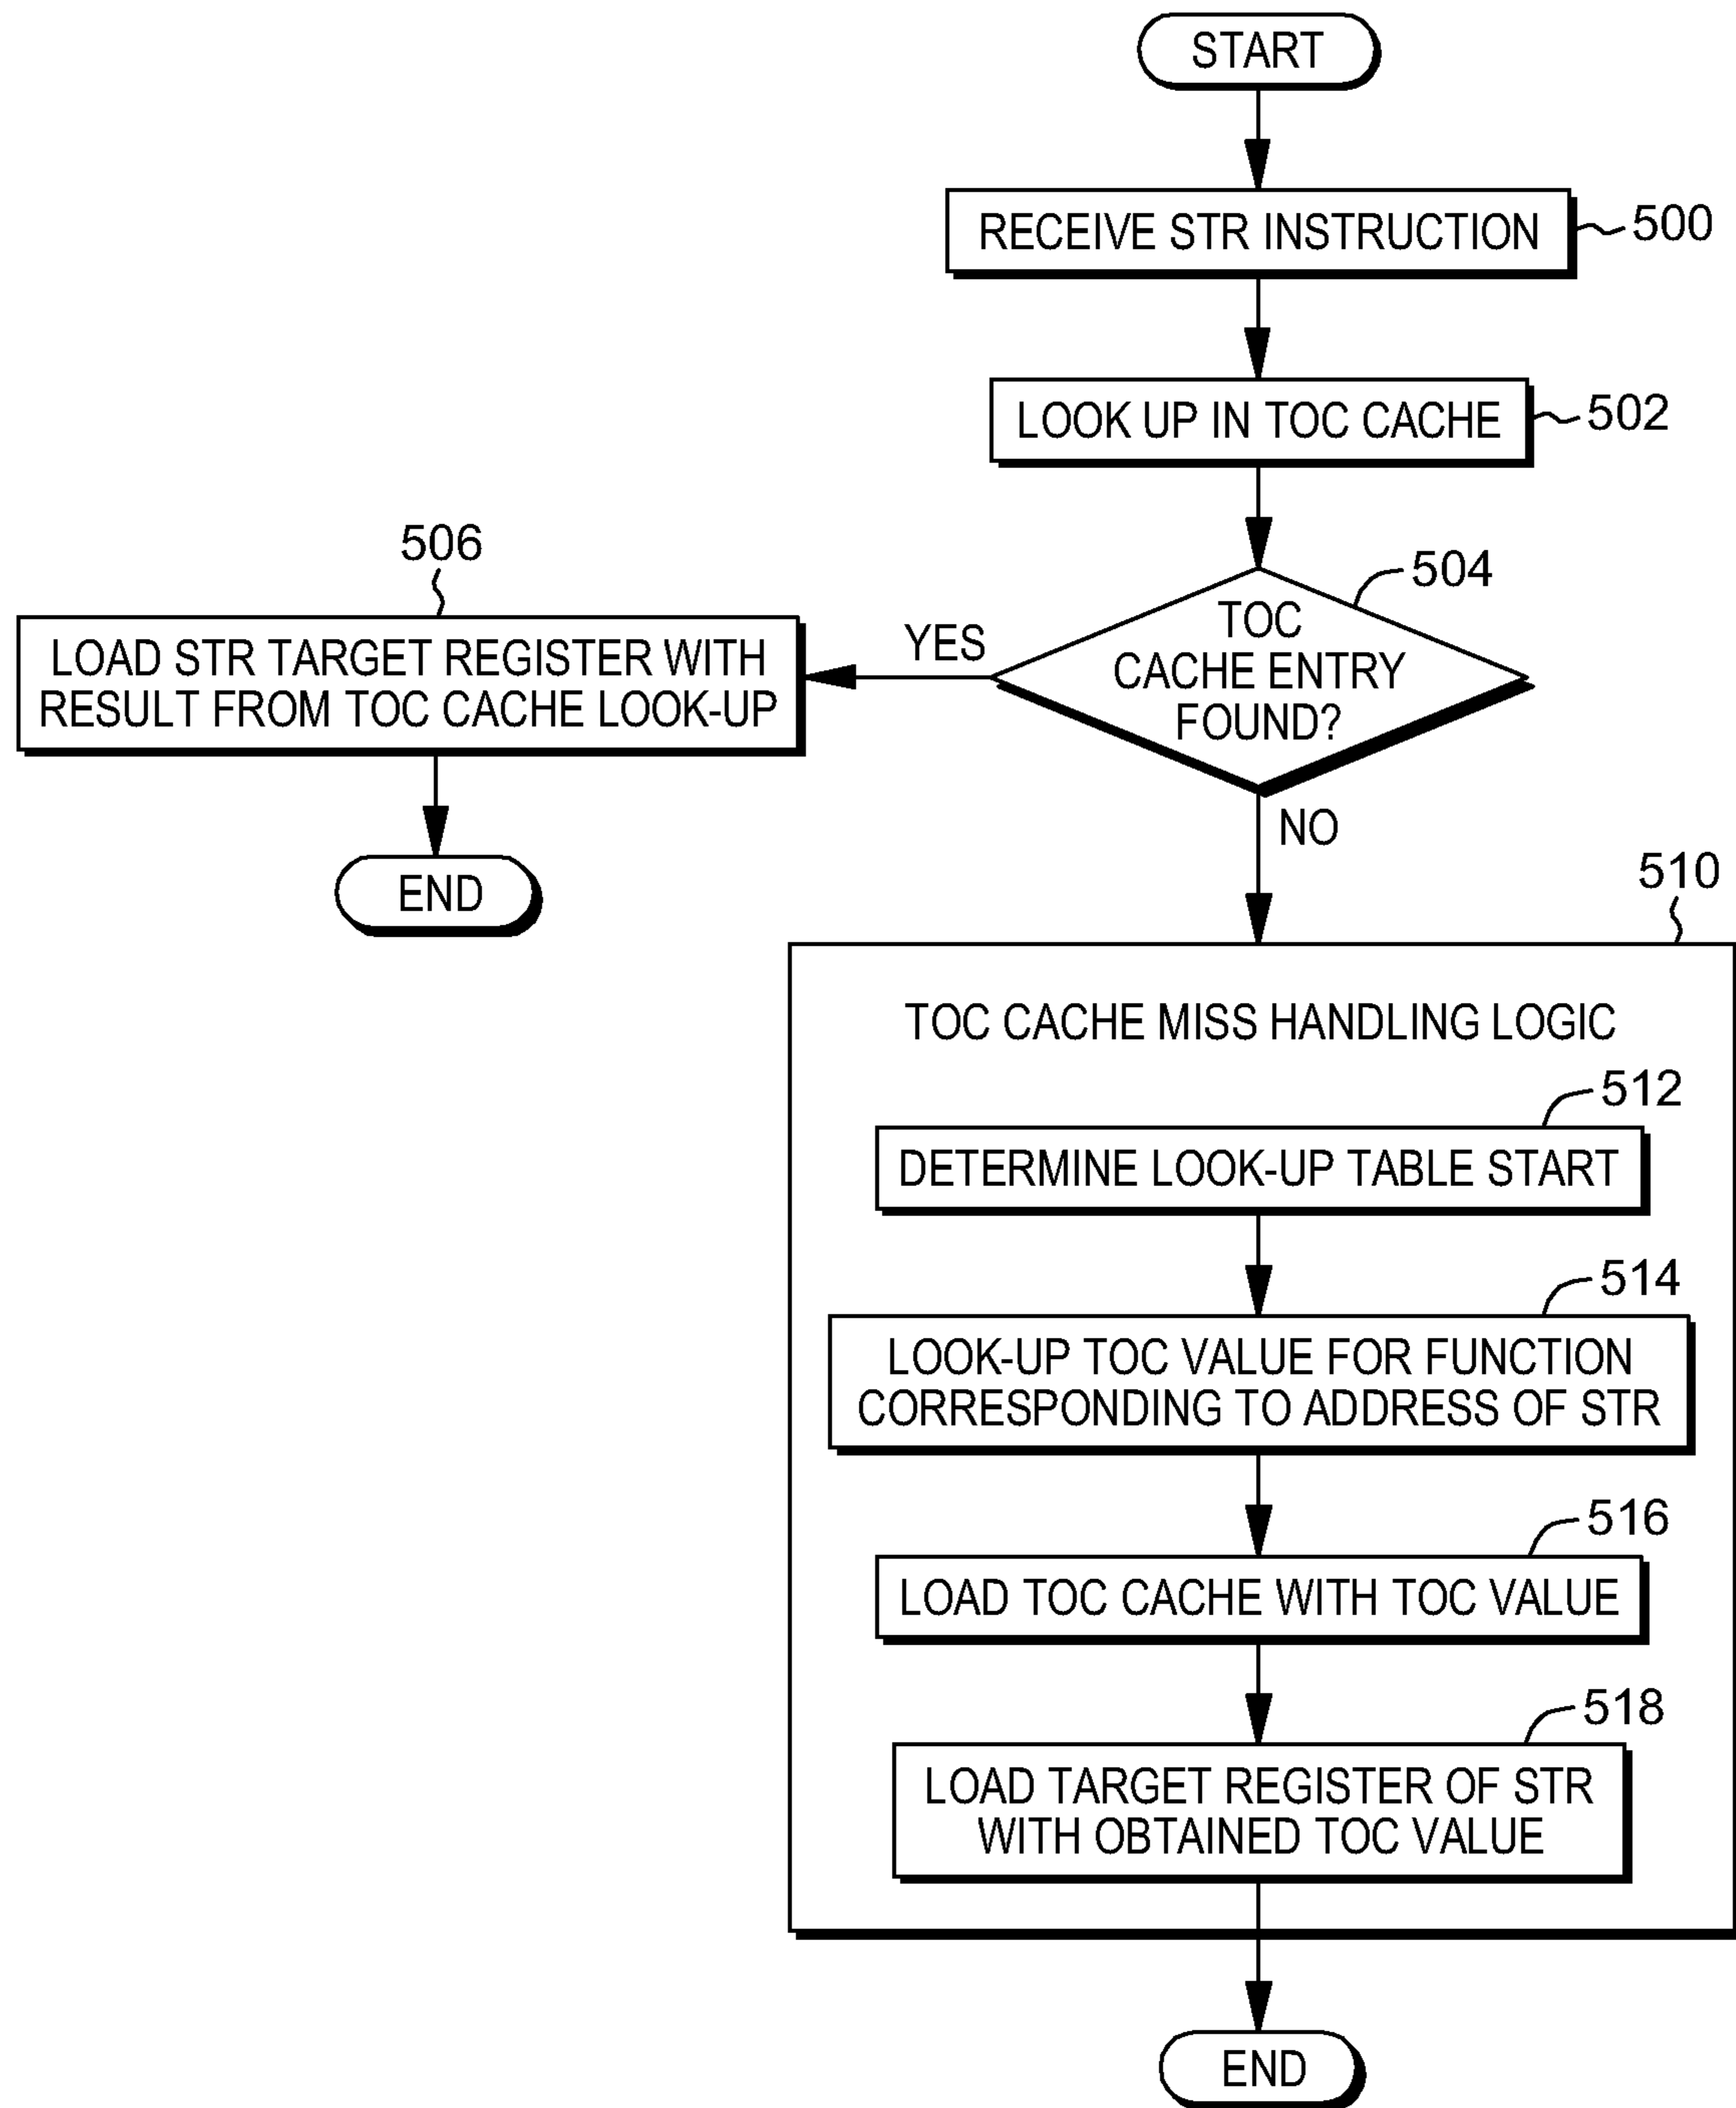 START
RECEIVE STR INSTRUCTION
500
LOOK UP IN TOC CACHE
502
504
TOC
CACHE ENTRY
FOUND?
YES
506
LOAD STR TARGET REGISTER WITH
RESULT FROM TOC CACHE LOOK-UP
END
NO
510
TOC CACHE MISS HANDLING LOGIC
512
DETERMINE LOOK-UP TABLE START
514
LOOK-UP TOC VALUE FOR FUNCTION
CORRESPONDING TO ADDRESS OF STR
516
LOAD TOC CACHE WITH TOC VALUE
518
LOAD TARGET REGISTER OF STR
WITH OBTAINED TOC VALUE
END